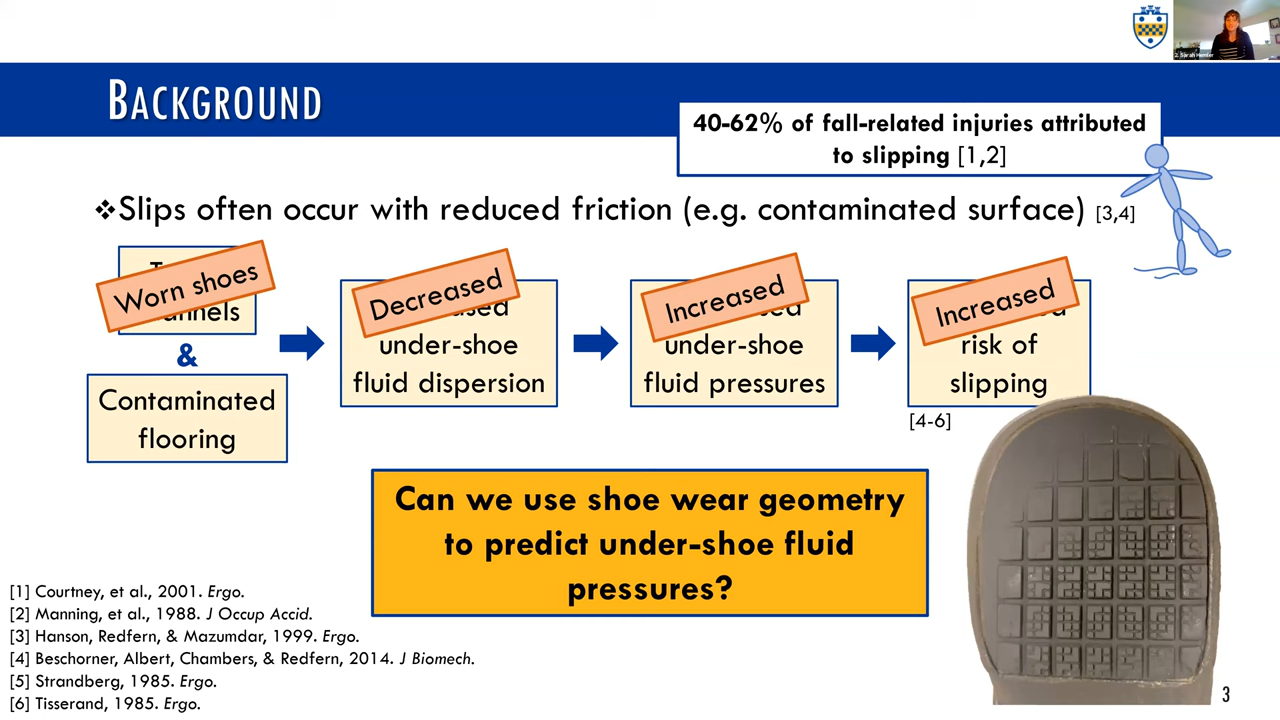 Sarah Hemler
BACKGROUND
40-62% of fall-related injuries attributed
to slipping [1,2]
❖Slips often occur with reduced friction (e.g. contaminated surface) [3,4]
Worn shoes
&
Contaminated
flooring
Decreased
under-shoe
fluid dispersion
Increased
under-shoe
fluid pressures
Increased
risk of
slipping
[4-6]
Can we use shoe wear geometry
to predict under-shoe fluid
pressures?
[1] Courtney, et al., 2001. Ergo.
[2] Manning, et al., 1988. J Occup Accid.
[3] Hanson, Redfern, & Mazumdar, 1999. Ergo.
[4] Beschorner, Albert, Chambers, & Redfern, 2014. J Biomech.
[5] Strandberg, 1985. Ergo.
[6] Tisserand, 1985. Ergo.
3